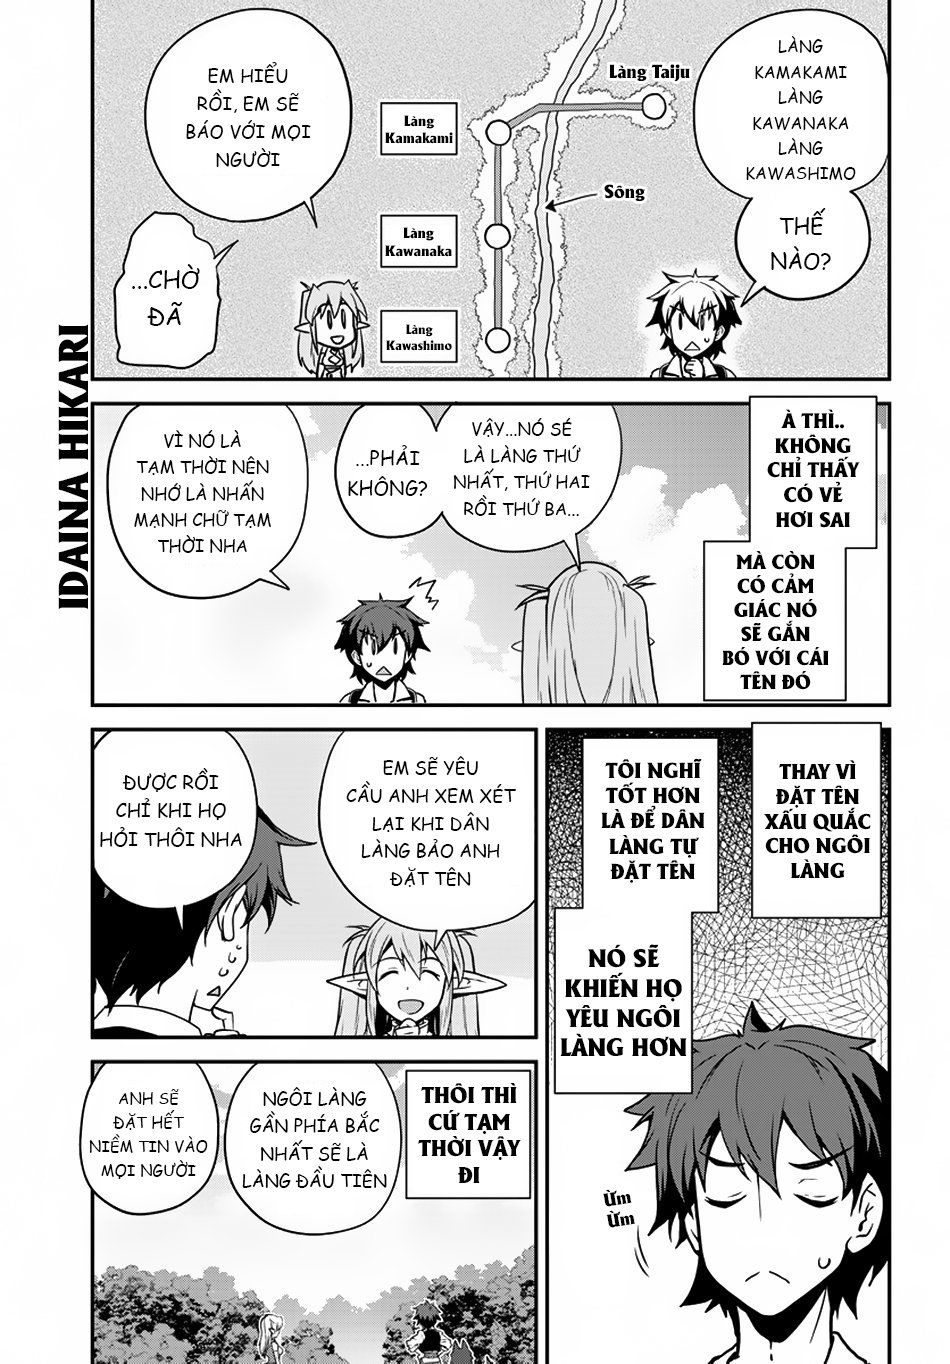 LÀNG
KAMAKAMI
LÀNG
KAWANAKA
LÀNG
KAWASHIMO
THẾ
NÀO?
Làng Taiju
Làng
Kamakami
Sông
Làng
Kawanaka
Làng
Kawashimo
EM HIỂU
RỒI, EM SẼ
BÁO VỚI MỌI
NGƯỜI
...CHỜ
ĐÃ
IDAINA HIKARI
À THÌ..
KHÔNG
CHỈ THẤY
CÓ VẺ
HƠI SAI
MÀ CÒN
CÓ CẢM
GIÁC NÓ
SẼ GẮN
BÓ VỚI CÁI
TÊN ĐÓ
VẬY...NÓ SẼ
LÀ LÀNG THỨ
NHẤT, THỨ HAI
RỒI THỨ BA...
...PHẢI
KHÔNG?
VÌ NÓ LÀ
TẠM THỜI NÊN
NHỚ LÀ NHẤN
MẠNH CHỮ TẠM
THỜI NHA
THAY VÌ
ĐẶT TÊN
XẤU QUẮC
CHO NGÔI
LÀNG
TÔI NGHĨ
TỐT HƠN
LÀ ĐỂ DÂN
LÀNG TỰ
ĐẶT TÊN
NÓ SẼ
KHIẾN HỌ
YÊU NGÔI
LÀNG HƠN
Ừm
Ừm
EM SẼ YÊU
CẦU ANH XEM XÉT
LẠI KHI DÂN
LÀNG BẢO ANH
ĐẶT TÊN
ĐƯỢC RỒI
CHỈ KHI HỌ
HỎI THÔI NHA
THÔI THÌ
CỨ TẠM
THỜI VẬY
ĐI
NGÔI LÀNG
GẦN PHÍA BẮC
NHẤT SẼ LÀ
LÀNG ĐẦU TIÊN
ANH SẼ
ĐẶT HẾT
NIỀM TIN VÀO
MỌI NGƯỜI